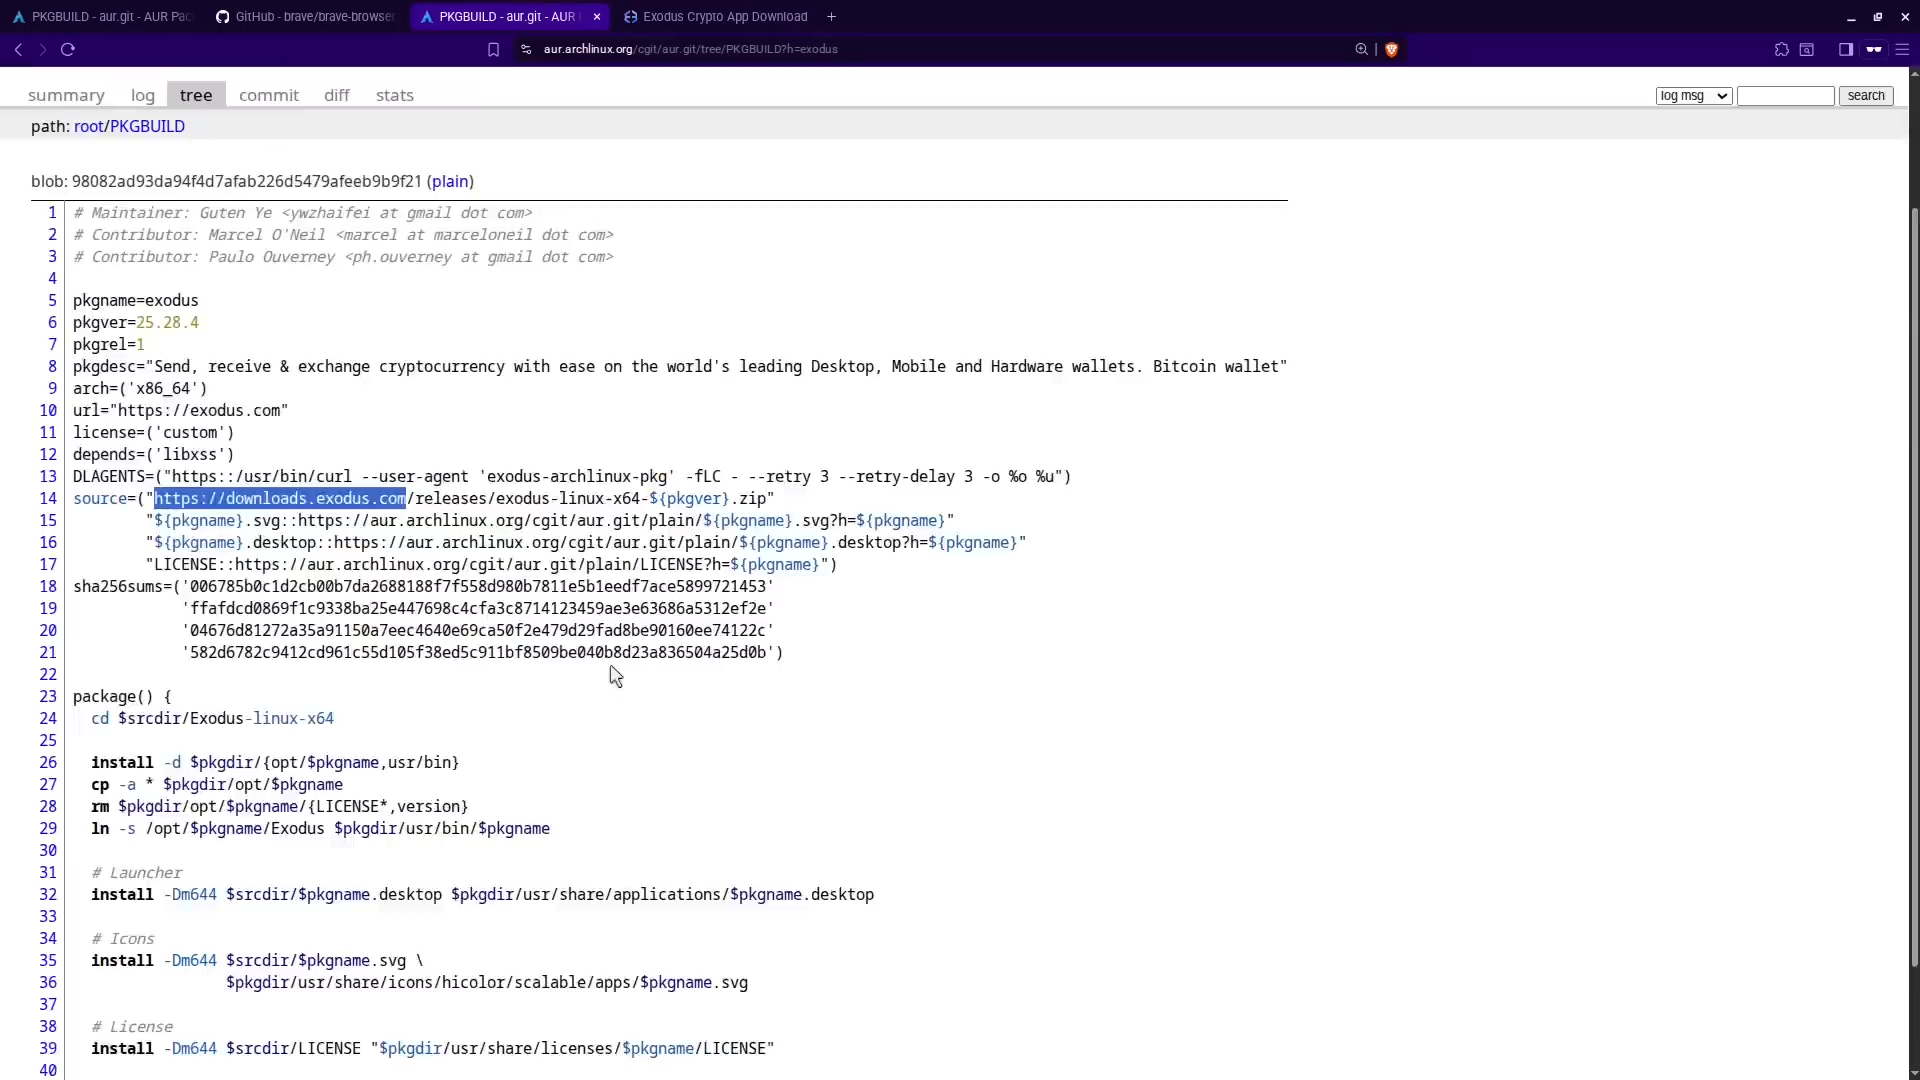 PKGBUILD - aur.git - AUR Pac
GitHub - brave/brave-browser
PKGBUILD - aur.git - AUR
Exodus Crypto App Download
aur.archlinux.org/cgit/aur.git/tree/PKGBUILD?h=exodus
summary log tree commit diff stats
log msg
search
path: root/PKGBUILD
blob: 98082ad93da94f4d7afab226d5479afeeb9b9f21 (plain)
1 # Maintainer: Guten Ye <ywzhaifei at gmail dot com>
2 # Contributor: Marcel O'Neil <marcel at marceloneil dot com>
3 # Contributor: Paulo Ouverney <ph.ouverney at gmail dot com>
4
5 pkgname=exodus
6 pkgver=25.28.4
7 pkgrel=1
8 pkgdesc="Send, receive & exchange cryptocurrency with ease on the world's leading Desktop, Mobile and Hardware wallets. Bitcoin wallet"
9 arch=('x86_64')
10 url="https://exodus.com"
11 license=('custom')
12 depends=('libxss')
13 DLAGENTS=("https::/usr/bin/curl --user-agent 'exodus-archlinux-pkg' -fLC - --retry 3 --retry-delay 3 -o %o %u")
14 source=("https://downloads.exodus.com/releases/exodus-linux-x64-${pkgver}.zip"
15 "${pkgname}.svg::https://aur.archlinux.org/cgit/aur.git/plain/${pkgname}.svg?h=${pkgname}"
16 "${pkgname}.desktop::https://aur.archlinux.org/cgit/aur.git/plain/${pkgname}.desktop?h=${pkgname}"
17 "LICENSE::https://aur.archlinux.org/cgit/aur.git/plain/LICENSE?h=${pkgname}")
18 sha256sums=('006785b0c1d2cb00b7da2688188f7f558d980b7811e5b1eedf7ace5899721453'
19 'ffafdcd0869f1c9338ba25e447698c4cfa3c8714123459ae3e63686a5312ef2e'
20 '04676d81272a35a91150a7eec4640e69ca50f2e479d29fad8be90160ee74122c'
21 '582d6782c9412cd961c55d105f38ed5c911bf8509be040b8d23a836504a25d0b')
22
23 package() {
24 cd $srcdir/Exodus-linux-x64
25
26 install -d $pkgdir/{opt/$pkgname,usr/bin}
27 cp -a * $pkgdir/opt/$pkgname
28 rm $pkgdir/opt/$pkgname/{LICENSE*,version}
29 ln -s /opt/$pkgname/Exodus $pkgdir/usr/bin/$pkgname
30
31 # Launcher
32 install -Dm644 $srcdir/$pkgname.desktop $pkgdir/usr/share/applications/$pkgname.desktop
33
34 # Icons
35 install -Dm644 $srcdir/$pkgname.svg \
36 $pkgdir/usr/share/icons/hicolor/scalable/apps/$pkgname.svg
37
38 # License
39 install -Dm644 $srcdir/LICENSE "$pkgdir/usr/share/licenses/$pkgname/LICENSE"
40